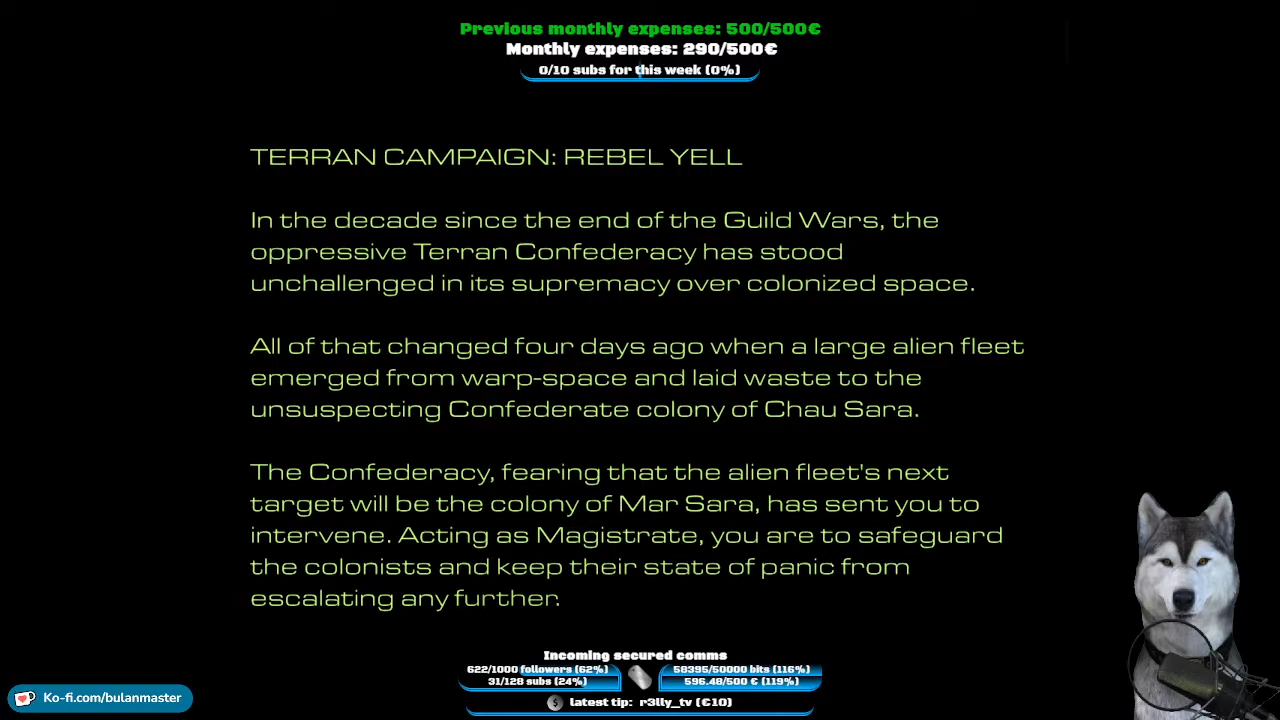 Previous monthly expenses: 500/500€
Monthly expenses: 290/500€
0/10 subs for this week (0%)
TERRAN CAMPAIGN: REBEL YELL
In the decade since the end of the Guild Wars, the
oppressive Terran Confederacy has stood
unchallenged in its supremacy over colonized space.
All of that changed four days ago when a large alien fleet
emerged from warp-space and laid waste to the
unsuspecting Confederate colony of Chau Sara.
The Confederacy, fearing that the alien fleet's next
target will be the colony of Mar Sara, has sent you to
intervene. Acting as Magistrate, you are to safeguard
the colonists and keep their state of panic from
escalating any further.
Incoming secured comms
622/1000 followers (62%)
58395/50000 bits (116%)
31/128 subs (24%)
596.48/500 € (119%)
$ latest tip: r3lly_tv (€10)
Ko-fi.com/bulanmaster